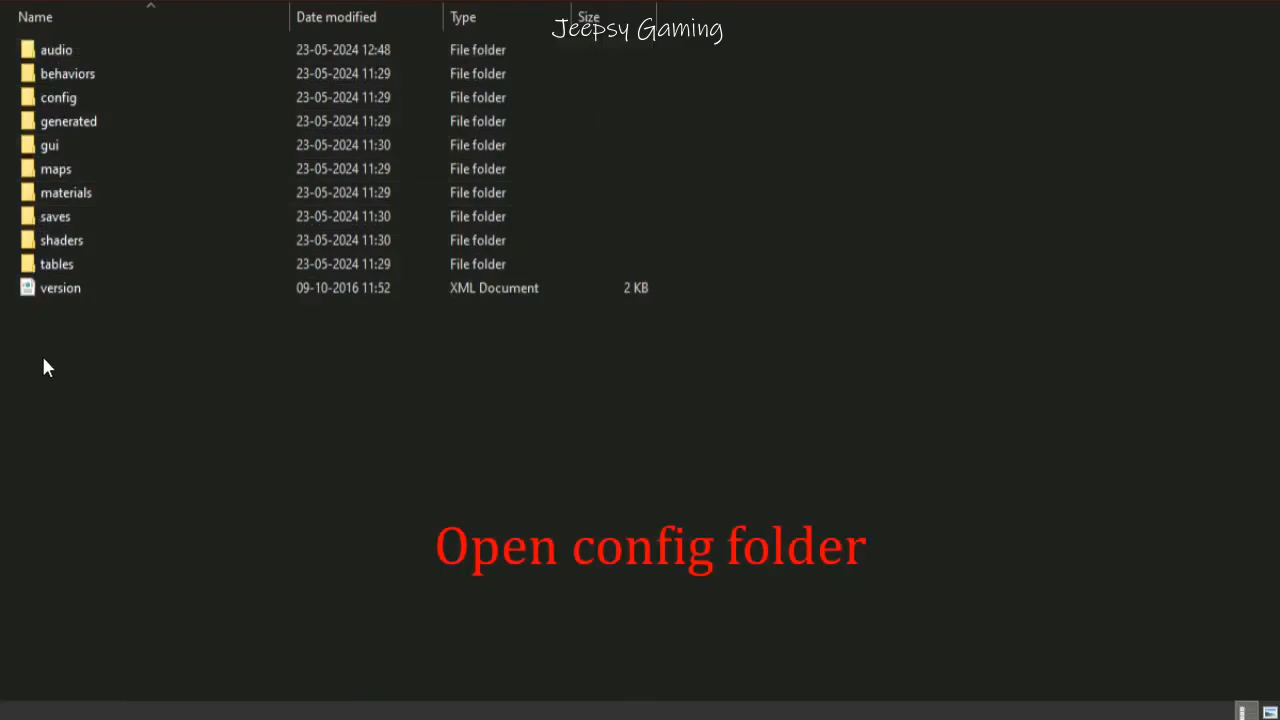 Name Date modified Type Size
Jeepsy Gaming
audio 23-05-2024 12:48 File folder
behaviors 23-05-2024 11:29 File folder
config 23-05-2024 11:29 File folder
generated 23-05-2024 11:29 File folder
gui 23-05-2024 11:30 File folder
maps 23-05-2024 11:29 File folder
materials 23-05-2024 11:29 File folder
saves 23-05-2024 11:30 File folder
shaders 23-05-2024 11:30 File folder
tables 23-05-2024 11:29 File folder
version 09-10-2016 11:52 XML Document 2 KB
Open config folder